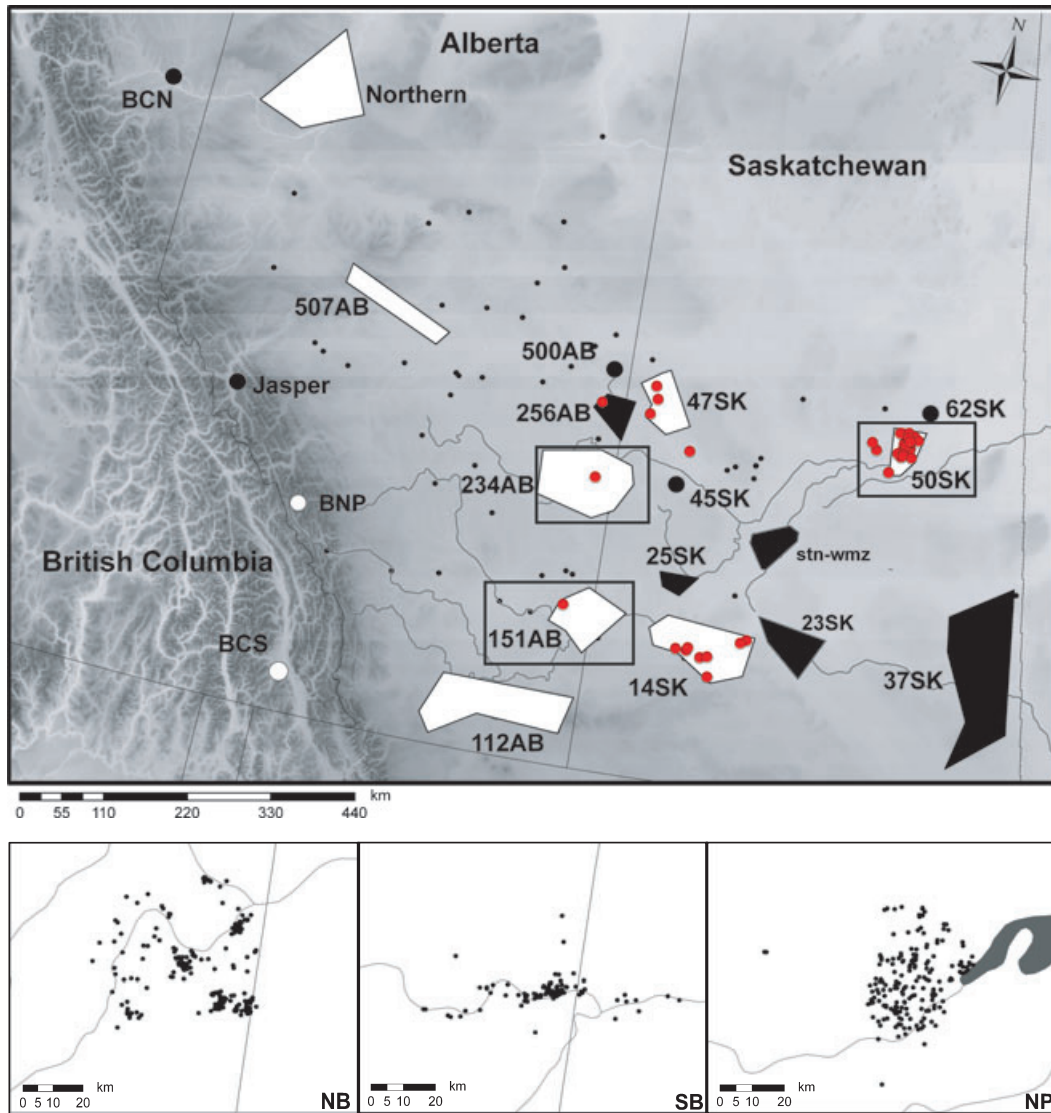 Alberta
N
BCN
Northern
Saskatchewan
507AB
500AB
Jasper
256AB
47SK
62SK
234AB
45SK
50SK
BNP
British Columbia
25SK
stn-wmz
151AB
23SK
BCS
14SK
37SK
112AB
km
0 55 110 220 330 440
km
0 5 10 20
NB
km
0 5 10 20
SB
km
0 5 10 20
NP